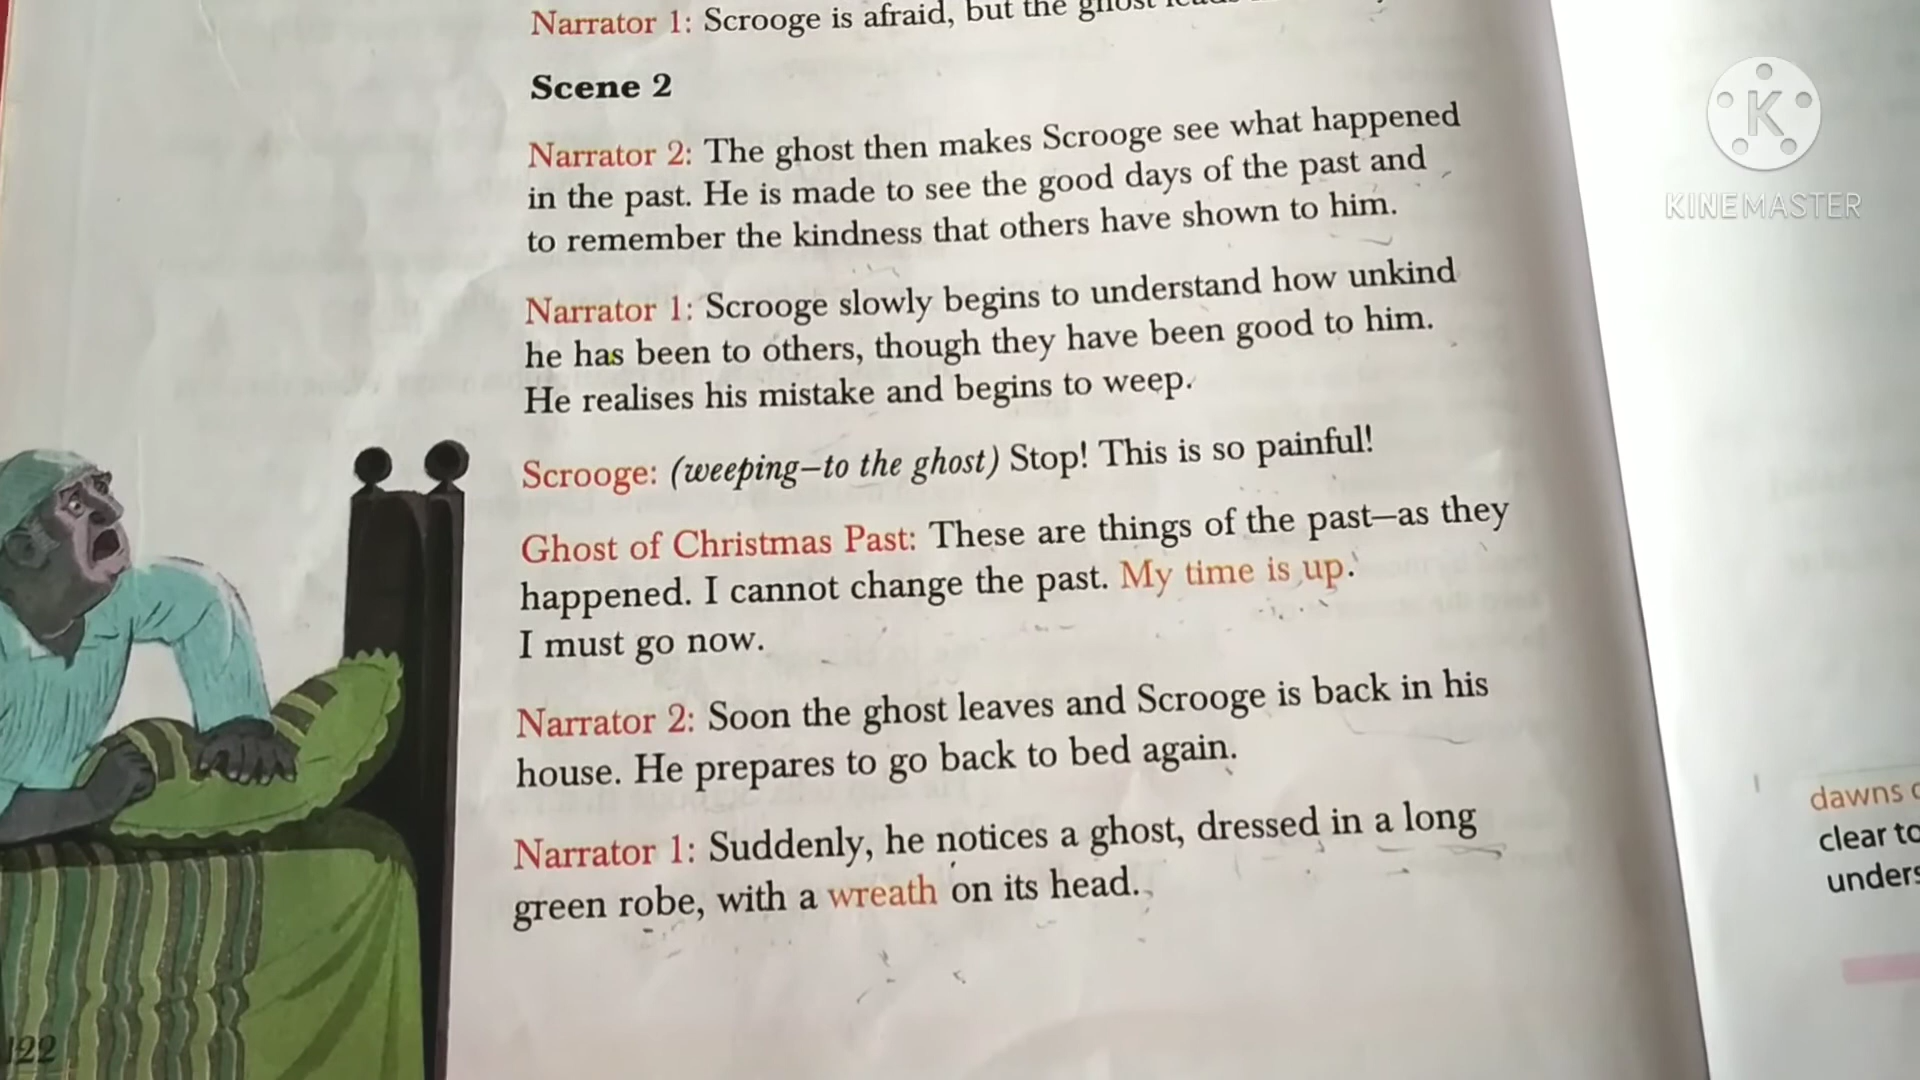 Narrator 1: Scrooge is afraid, but the ghost
Scene 2
Narrator 2: The ghost then makes Scrooge see what happened
in the past. He is made to see the good days of the past and
to remember the kindness that others have shown to him.
Narrator 1: Scrooge slowly begins to understand how unkind
he has been to others, though they have been good to him.
He realises his mistake and begins to weep.
Scrooge: (weeping—to the ghost) Stop! This is so painful!
Ghost of Christmas Past: These are things of the past—as they
happened. I cannot change the past. My time is up.
I must go now.
Narrator 2: Soon the ghost leaves and Scrooge is back in his
house. He prepares to go back to bed again.
Narrator 1: Suddenly, he notices a ghost, dressed in a long
green robe, with a wreath on its head.
122
dawns
clear to
K
KINEMASTER